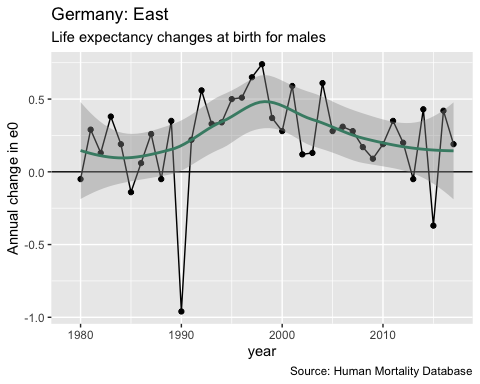 Germany: East
Life expectancy changes at birth for males
Annual change in e0
0.5
0.0
-0.5
-1.0
1980
1990
2000
2010
year
Source: Human Mortality Database